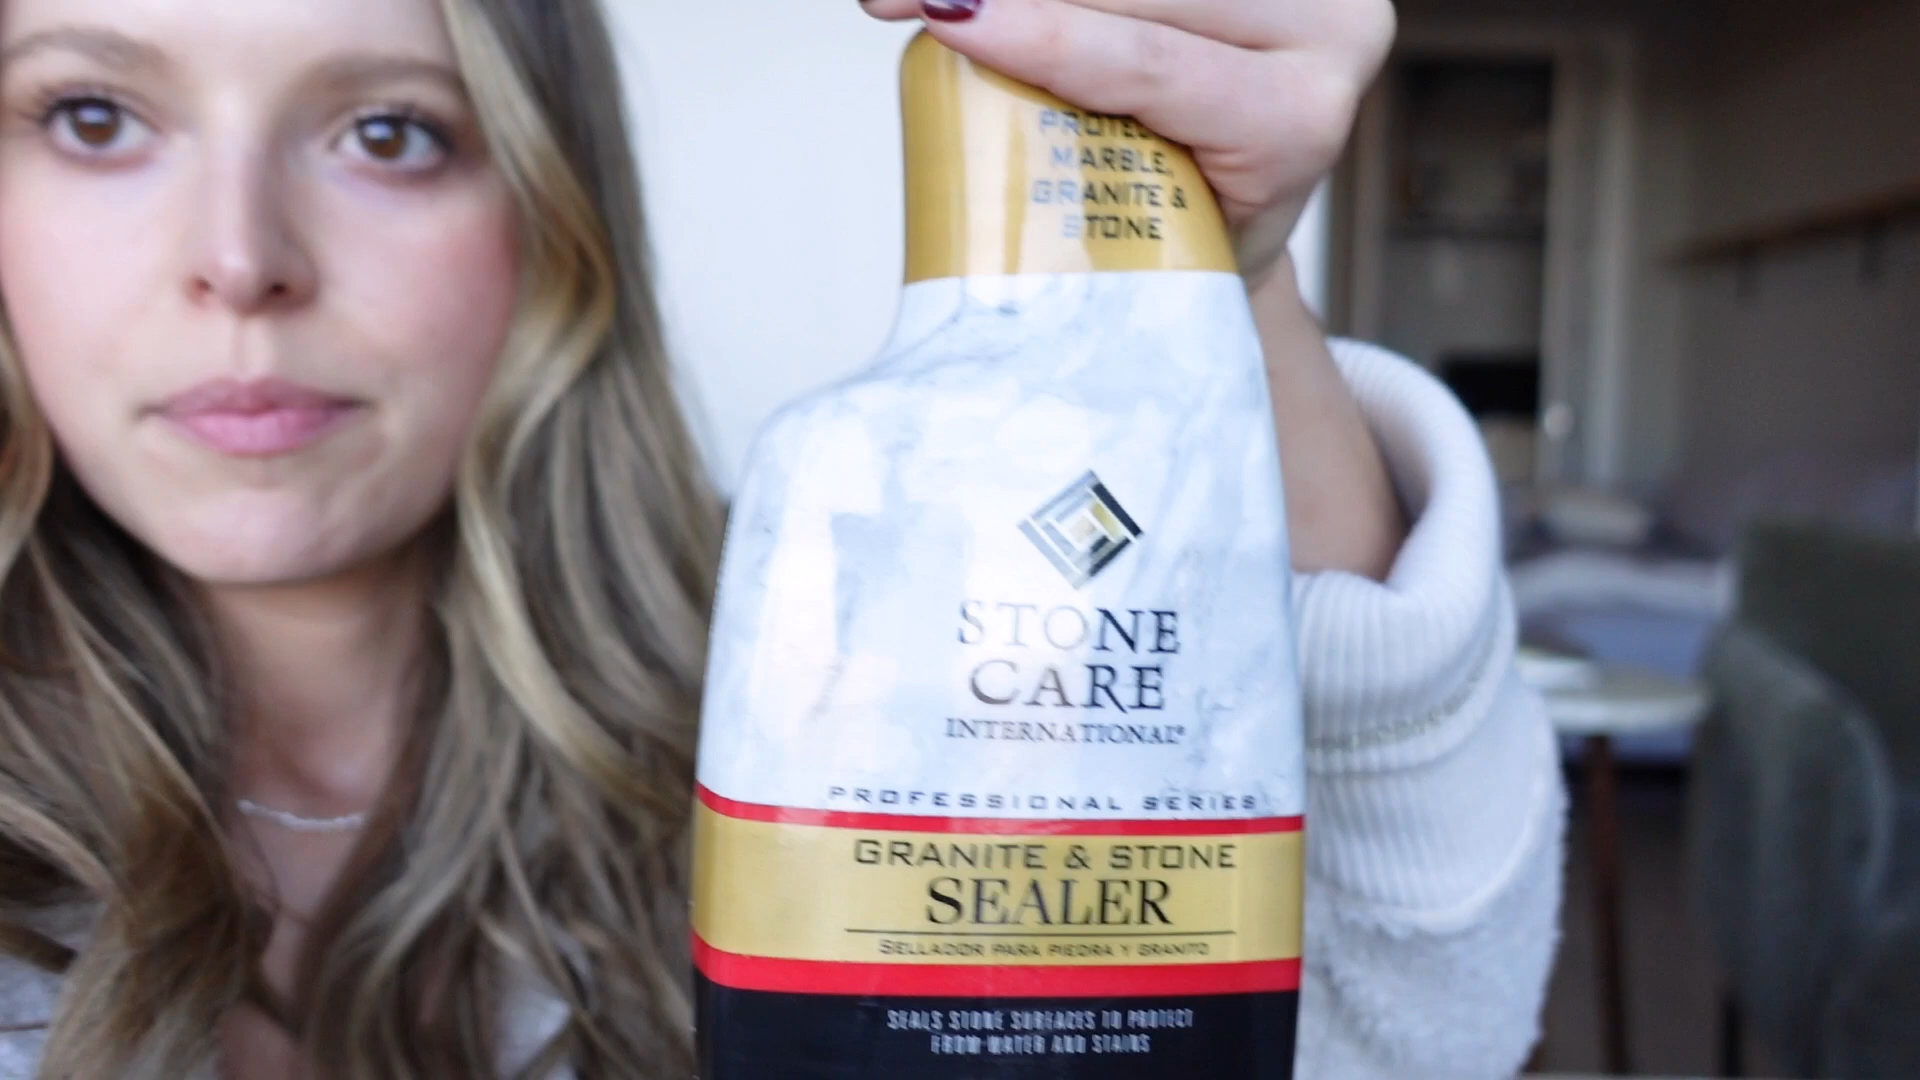 PROTEC
MARBLE,
GRANITE &
STONE
STONE
CARE
INTERNATIONAL®
PROFESSIONAL SERIES
GRANITE & STONE
SEALER
SELLADOR PARA PIEDRA Y GRANITO
SEALS STONE SURFACES TO PROTECT
FROM WATER AND STAINS